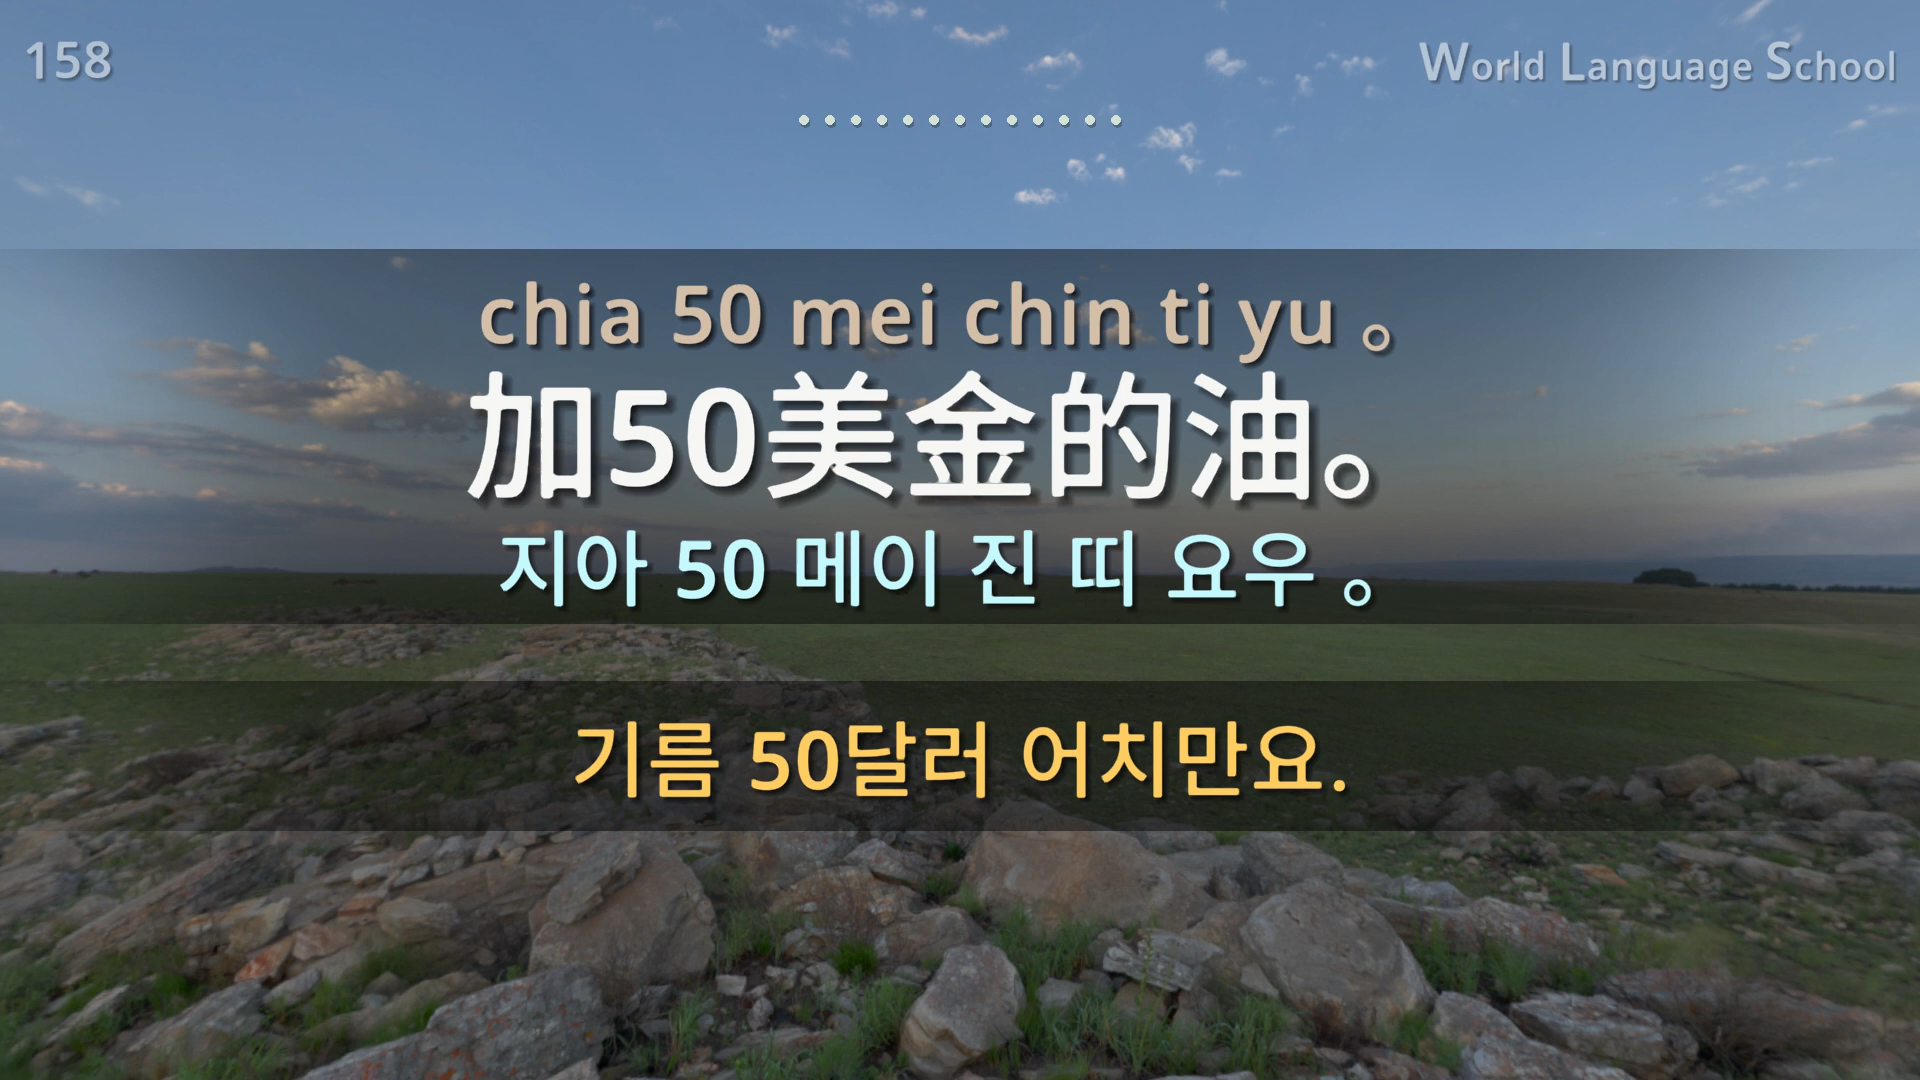 158
World Language School
chia 50 mei chin ti yu 。
加50美金的油。
지아 50 메이 진 띠 요우 。
기름 50달러 어치만요.